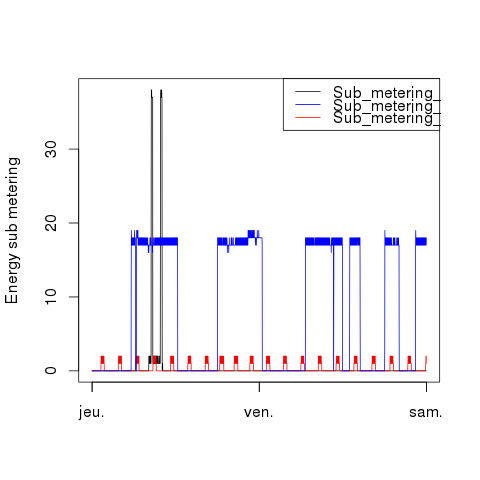 Sub_metering_
Sub_metering_
Sub_metering_
Energy sub metering
30
20
10
0
jeu. ven. sam.